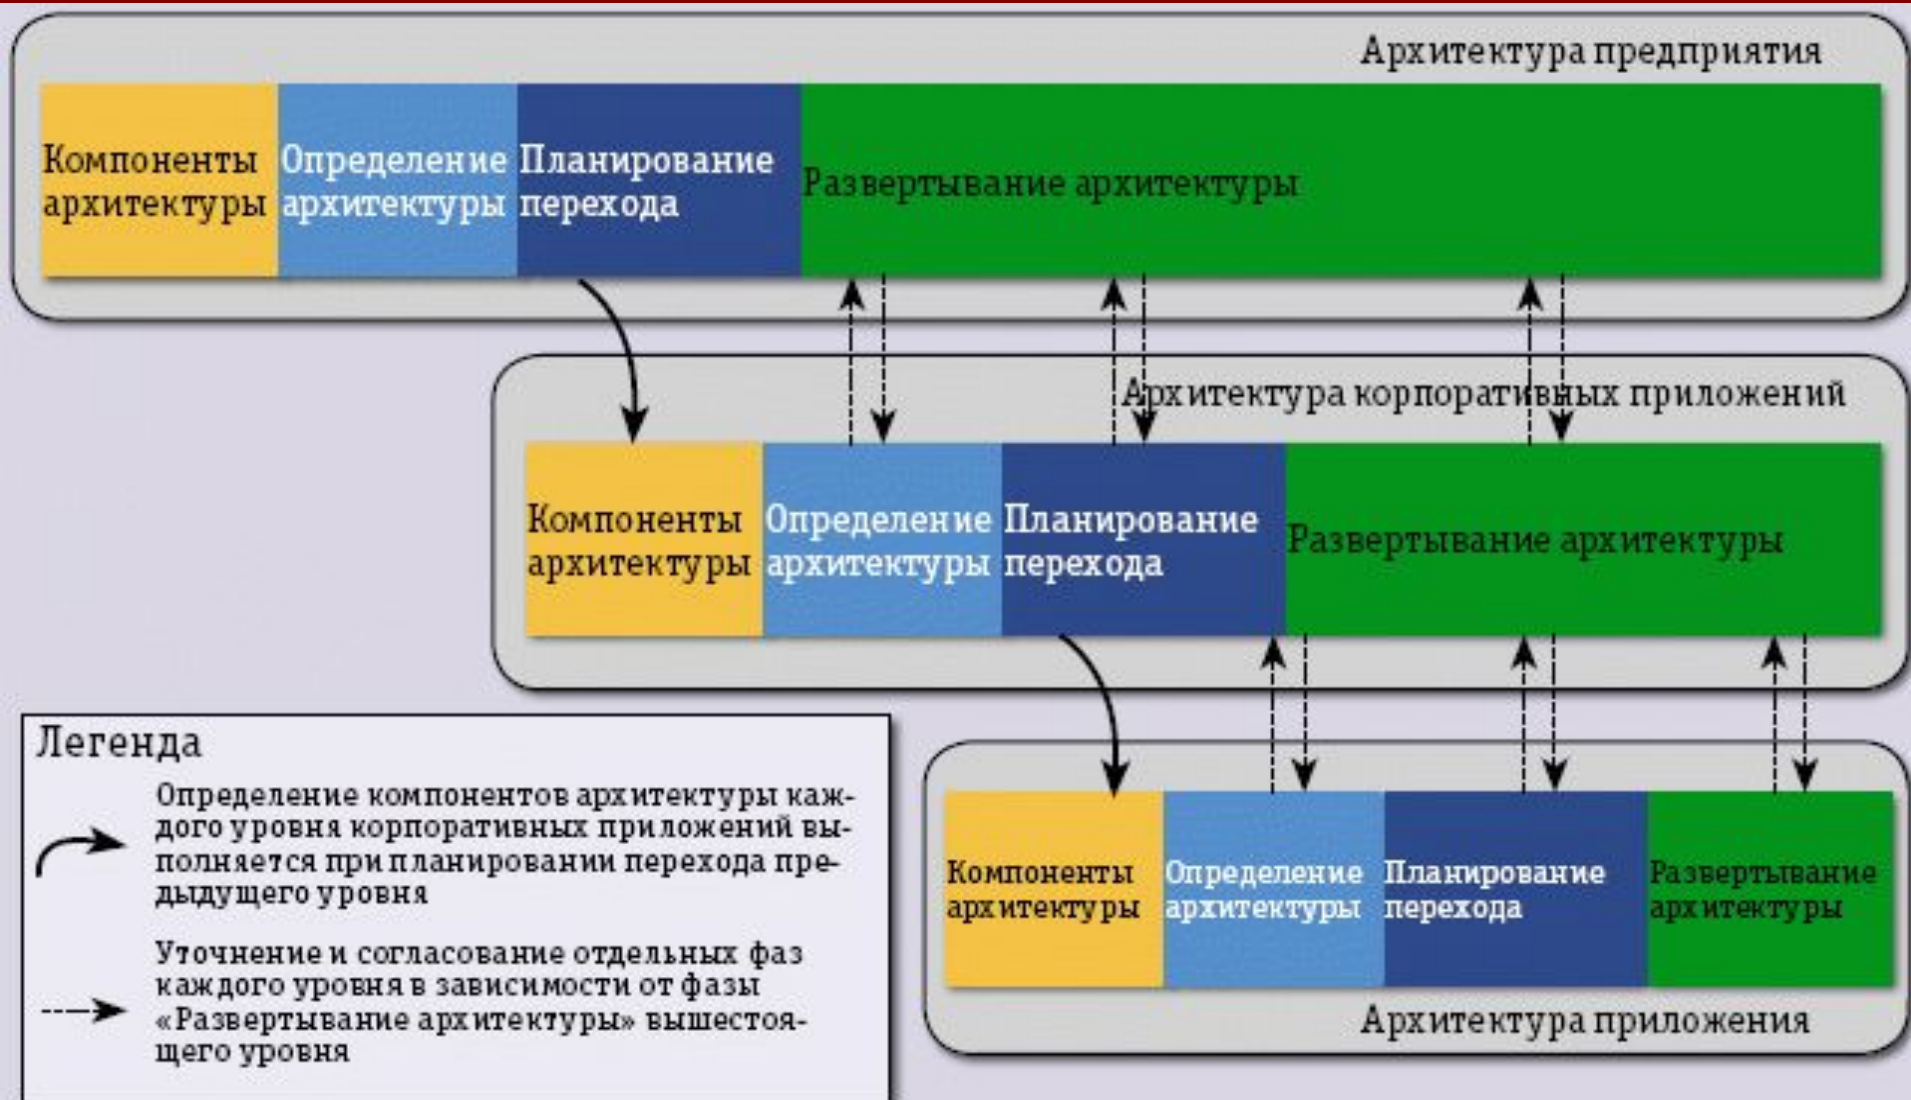 Архитектура предприятия
Компоненты
архитектуры
Определение
архитектуры
Планирование
перехода
Развертывание архитектуры
Архитектура корпоративных приложений
Компоненты
архитектуры
Определение
архитектуры
Планирование
перехода
Развертывание архитектуры
Легенда
Определение компонентов архитектуры каж-
дого уровня корпоративных приложений вы-
полняется при планировании перехода пре-
дыдущего уровня
Уточнение и согласование отдельных фаз
каждого уровня в зависимости от фазы
«Развертывание архитектуры» вышестоя-
щего уровня
Компоненты
архитектуры
Определение
архитектуры
Планирование
перехода
Развертывание
архитектуры
Архитектура приложения